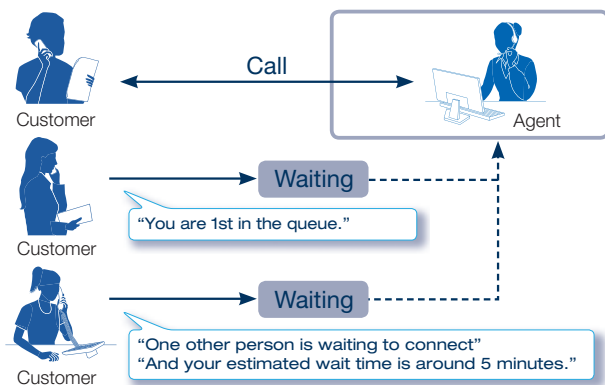 Call
Customer
Agent
Waiting
“You are 1st in the queue.”
Customer
Waiting
“One other person is waiting to connect”
“And your estimated wait time is around 5 minutes.”
Customer